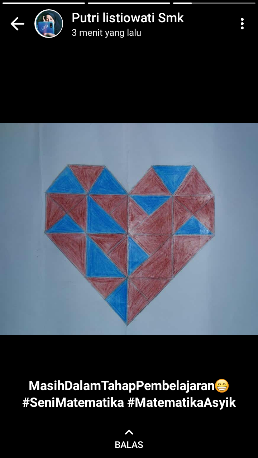 Putri listiowati Smk
3 menit yang lalu
MasihDalamTahapPembelajaran😁
#SeniMatematika #MatematikaAsyik
BALAS